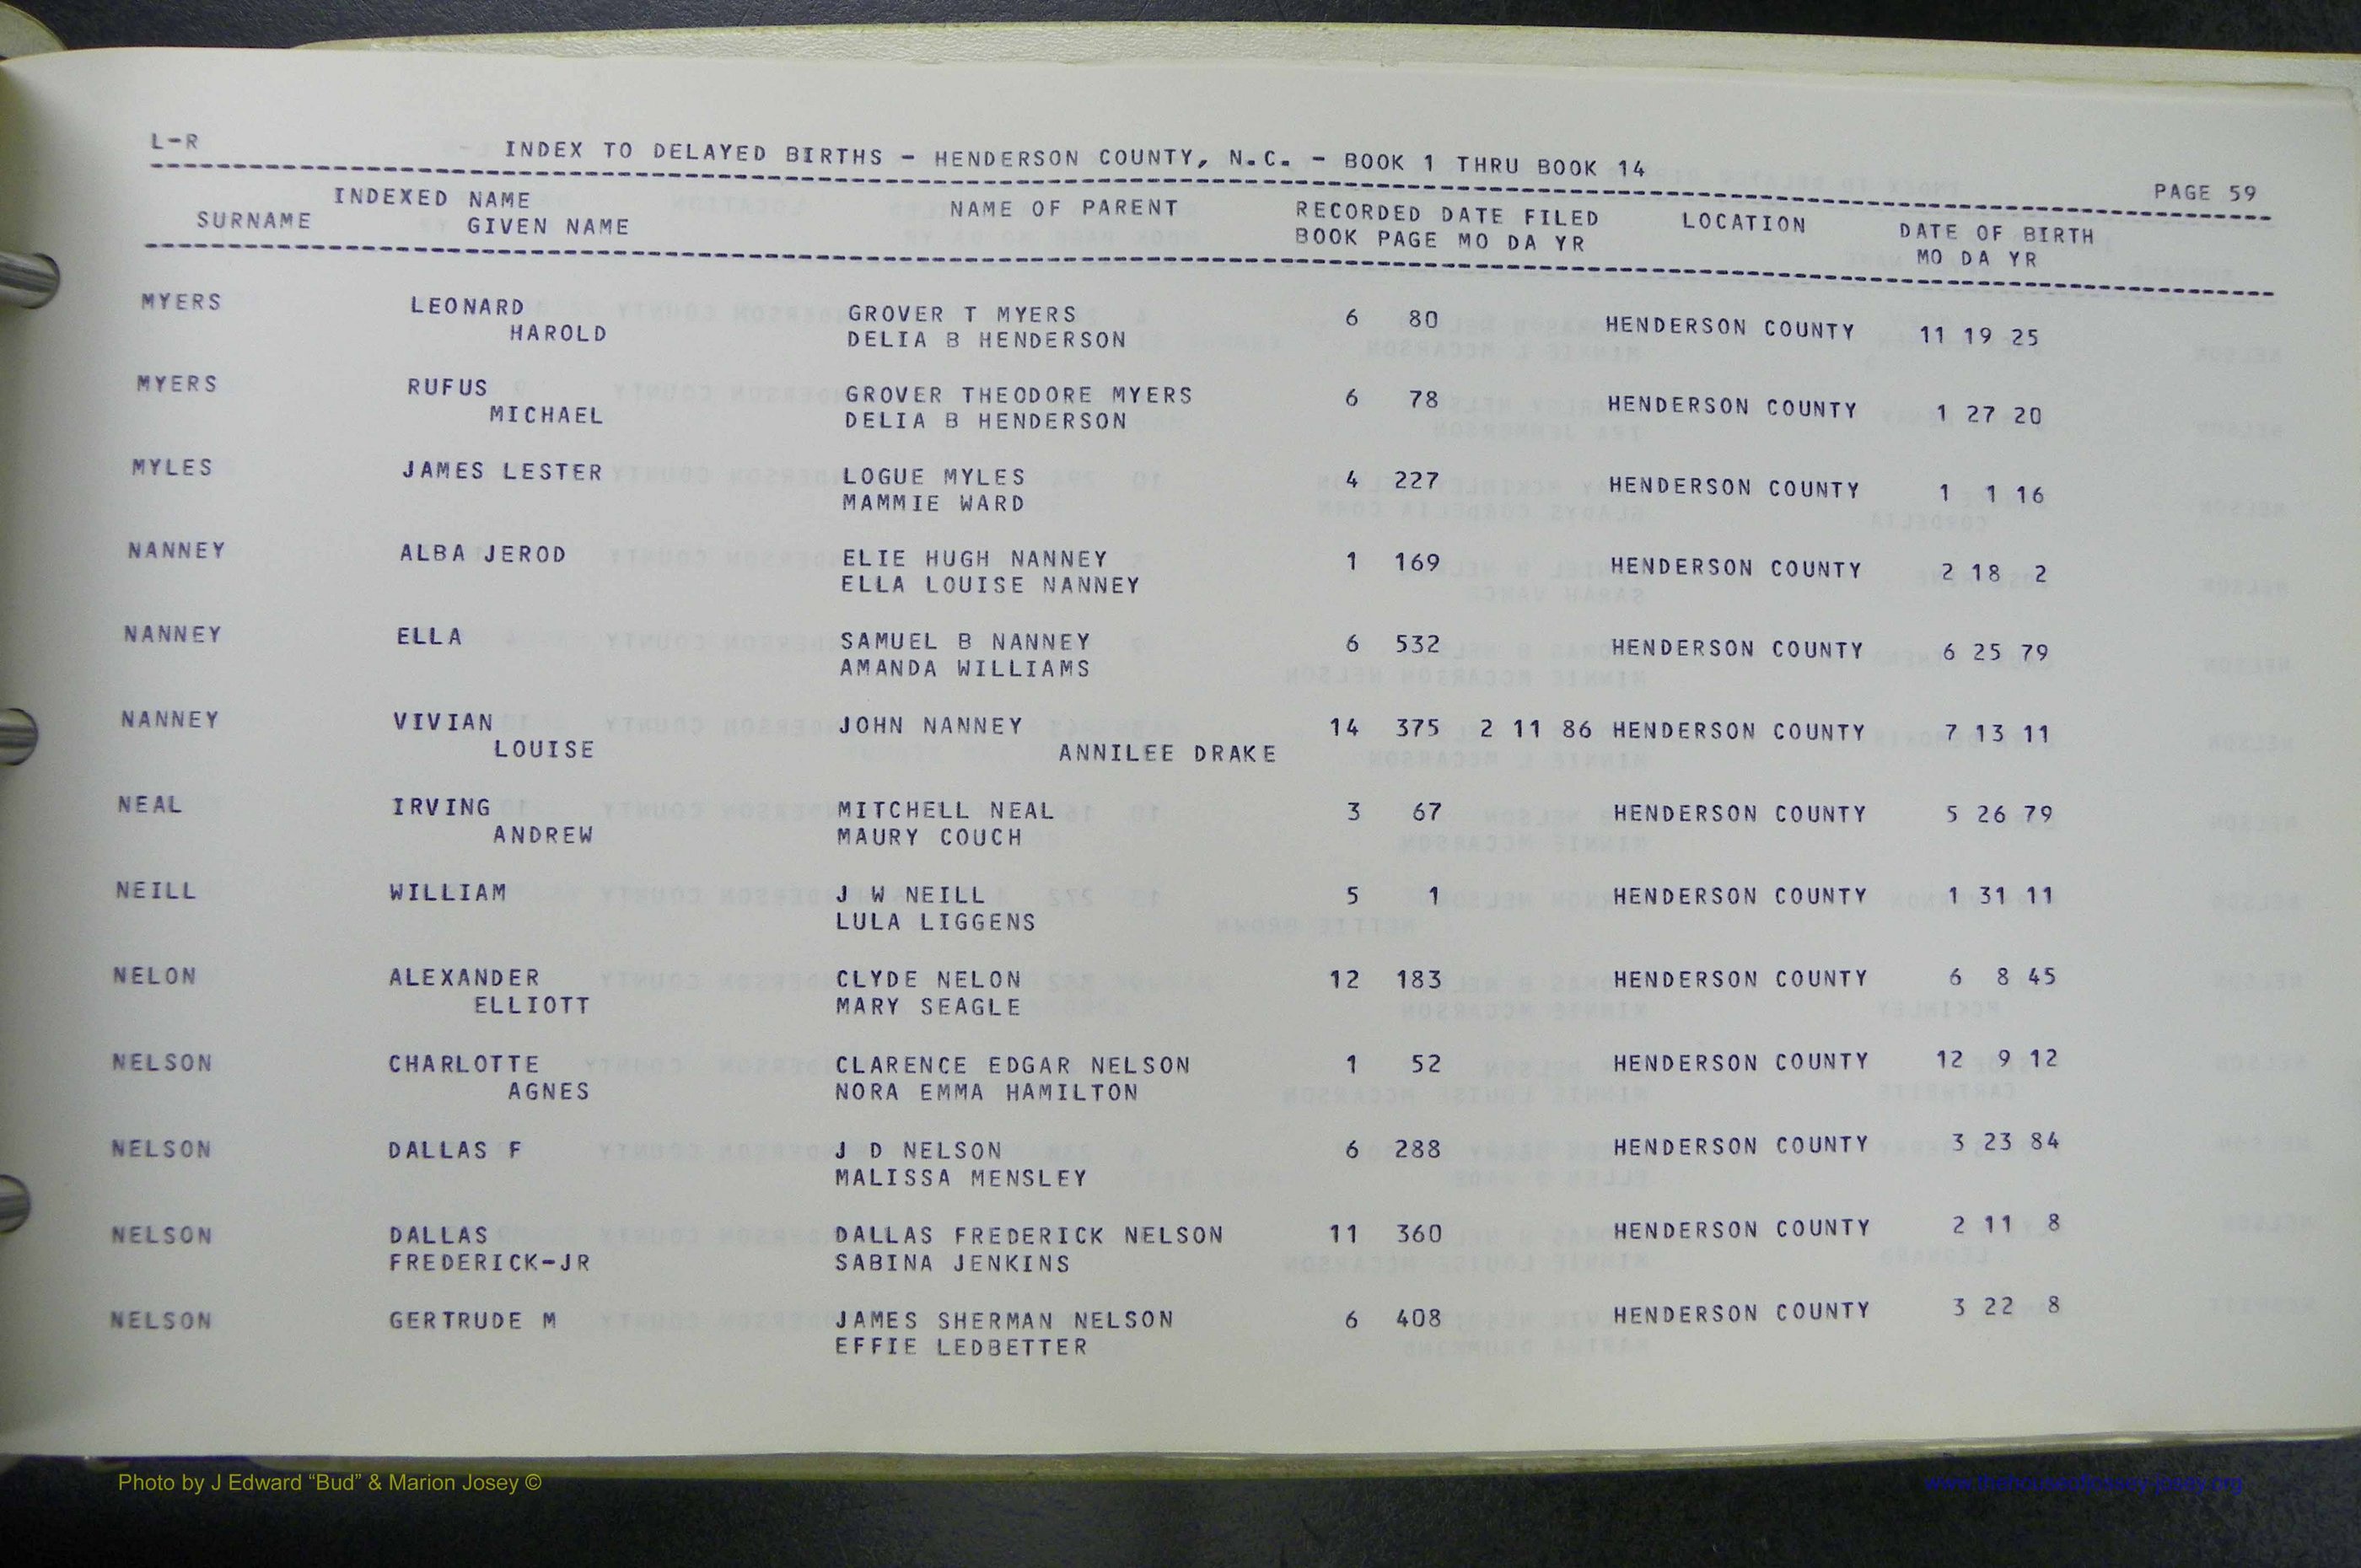 L-R
INDEX TO DELAYED BIRTHS - HENDERSON COUNTY, N.C. - BOOK 1 THRU BOOK 14
PAGE 59
INDEXED NAME NAME OF PARENT RECORDED DATE FILED LOCATION DATE OF BIRTH
SURNAME GIVEN NAME BOOK PAGE MO DA YR MO DA YR
MYERS LEONARD GROVER T MYERS 6 80 HENDERSON COUNTY 11 19 25
HAROLD DELIA B HENDERSON
MYERS RUFUS GROVER THEODORE MYERS 6 78 HENDERSON COUNTY 1 27 20
MICHAEL DELIA B HENDERSON
MYLES JAMES LESTER LOGUE MYLES 4 227 HENDERSON COUNTY 1 1 16
MAMMIE WARD
NANNEY ALBA JEROD ELIE HUGH NANNEY 1 169 HENDERSON COUNTY 2 18 2
ELLA LOUISE NANNEY
NANNEY ELLA SAMUEL B NANNEY 6 532 HENDERSON COUNTY 6 25 79
AMANDA WILLIAMS
NANNEY VIVIAN JOHN NANNEY 14 375 2 11 86 HENDERSON COUNTY 7 13 11
LOUISE ANNILEE DRAKE
NEAL IRVING MITCHELL NEAL 3 67 HENDERSON COUNTY 5 26 79
ANDREW MAURY COUCH
NEILL WILLIAM J W NEILL 5 1 HENDERSON COUNTY 1 31 11
LULA LIGGENS
NELON ALEXANDER CLYDE NELON 12 183 HENDERSON COUNTY 6 8 45
ELLIOTT MARY SEAGLE
NELSON CHARLOTTE CLARENCE EDGAR NELSON 1 52 HENDERSON COUNTY 12 9 12
AGNES NORA EMMA HAMILTON
NELSON DALLAS F J D NELSON 6 288 HENDERSON COUNTY 3 23 84
MALISSA MENSLEY
NELSON DALLAS DALLAS FREDERICK NELSON 11 360 HENDERSON COUNTY 2 11 8
FREDERICK-JR SABINA JENKINS
NELSON GERTRUDE M JAMES SHERMAN NELSON 6 408 HENDERSON COUNTY 3 22 8
EFFIE LEDBETTER
Photo by J Edward “Bud” & Marion Josey ©